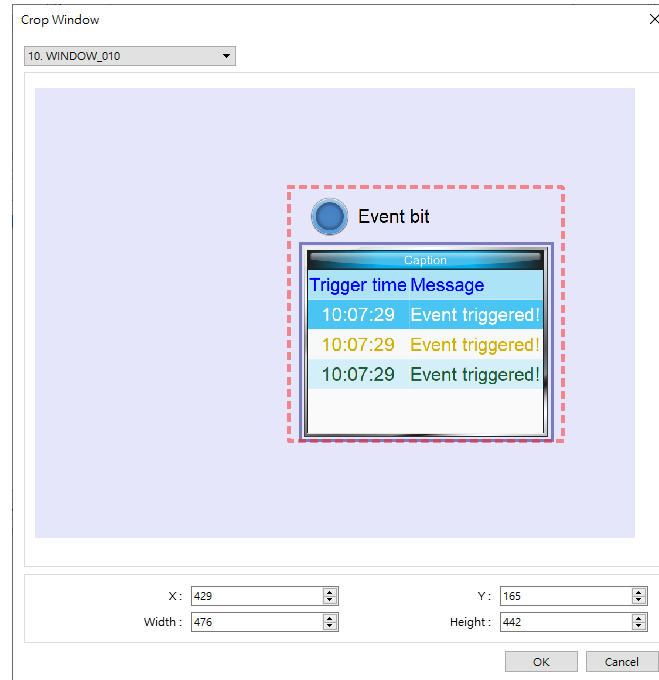 Crop Window
10. WINDOW_010
Event bit
Caption
Trigger time Message
10:07:29 Event triggered!
10:07:29 Event triggered!
10:07:29 Event triggered!
X : 429 Y : 165
Width : 476 Height : 442
OK Cancel